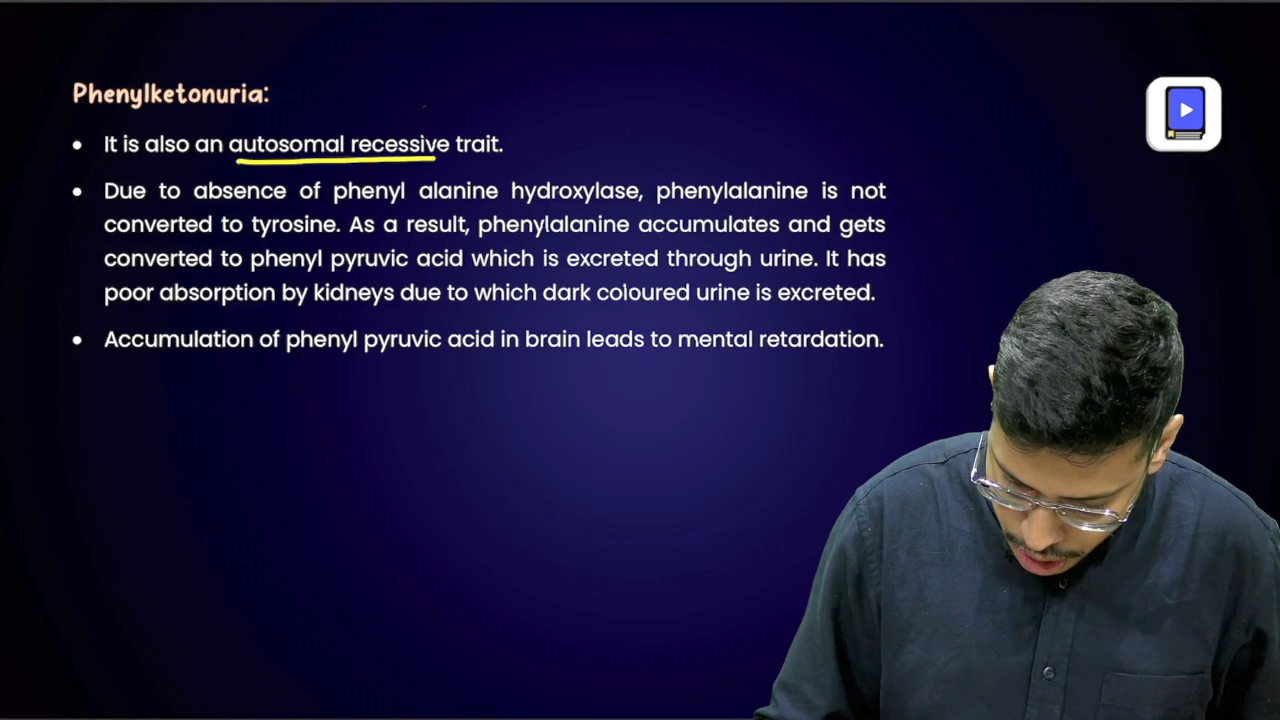 Phenylketonuria:
• It is also an autosomal recessive trait.
• Due to absence of phenyl alanine hydroxylase, phenylalanine is not
converted to tyrosine. As a result, phenylalanine accumulates and gets
converted to phenyl pyruvic acid which is excreted through urine. It has
poor absorption by kidneys due to which dark coloured urine is excreted.
• Accumulation of phenyl pyruvic acid in brain leads to mental retardation.